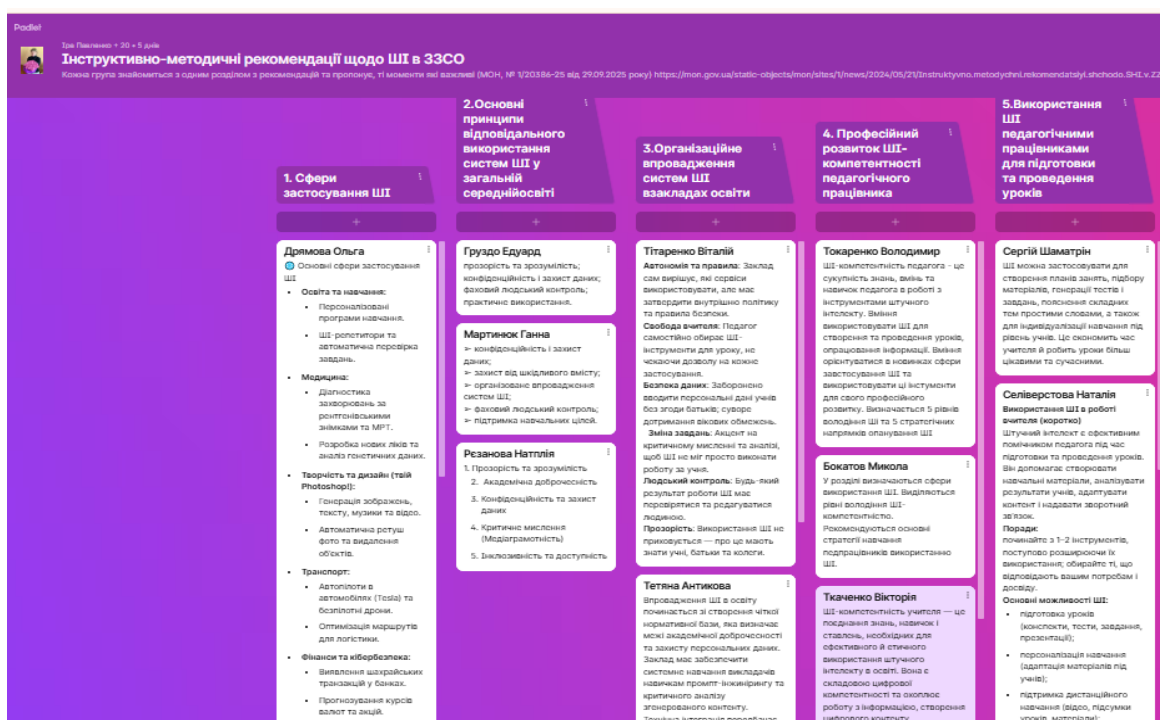 Padlet
Іра Павленко + 20 • 5 днів
Інструктивно-методичні рекомендації щодо ШІ в ЗЗСО
Кожна група знайомиться з одним розділом з рекомендацій та пропонує, ті моменти які важливі (МОН, № 1/20386-25 від 29.09.2025 року) https://mon.gov.ua/static-objects/mon/sites/1/news/2024/05/21/Instruktyvno.metodychni.rekomendatsiyi.shchodo.SHI.v.ZZ
1. Сфери
застосування ШІ
Дрямова Ольга
Основні сфери застосування
ШІ
• Освіта та навчання:
• Персоналізовані
програми навчання.
• ШІ-репетитори та
автоматична перевірка
завдань.
• Медицина:
• Діагностика
захворювань за
рентгенівськими
знімками та МРТ.
• Розробка нових ліків та
аналіз генетичних даних.
• Творчість та дизайн (твій
Photoshop!):
• Генерація зображень,
тексту, музики та відео.
• Автоматична ретуш
фото та видалення
об'єктів.
• Транспорт:
• Автопілоти в
автомобілях (Tesla) та
безпілотні дрони.
• Оптимізація маршрутів
для логістики.
• Фінанси та кібербезпека:
• Виявлення шахрайських
транзакцій у банках.
• Прогнозування курсів
валют та акцій.
2.Основні
принципи
відповідального
використання
систем ШІ у
загальній
середнійосвіті
Груздо Едуард
прозорість та зрозумілість;
конфіденційність і захист даних;
фаховий людський контроль;
практичне використання.
Мартинюк Ганна
➢ конфіденційність і захист
даних;
➢ захист від шкідливого вмісту;
➢ організоване впровадження
систем ШІ;
➢ фаховий людський контроль;
➢ підтримка навчальних цілей.
Рєзанова Натплія
1. Прозорість та зрозумілість
2. Академічна доброчесність
3. Конфіденційність та захист
даних
4. Критичне мислення
(Медіаграмотність)
5. Інклюзивність та доступність
3.Організаційне
впровадження
систем ШІ
взакладах освіти
Тітаренко Віталій
Автономія та правила: Заклад
сам вирішує, які сервіси
використовувати, але має
затвердити внутрішню політику
та правила безпеки.
Свобода вчителя: Педагог
самостійно обирає ШІ-
інструменти для уроку, не
чекаючи дозволу на кожне
застосування.
Безпека даних: Заборонено
вводити персональні дані учнів
без згоди батьків; суворе
дотримання вікових обмежень.
Зміна завдань: Акцент на
критичному мисленні та аналізі,
щоб ШІ не міг просто виконати
роботу за учня.
Людський контроль: Будь-який
результат роботи ШІ має
перевірятися та редагуватися
людиною.
Прозорість: Використання ШІ не
приховується — про це мають
знати учні, батьки та колеги.
Тетяна Антикова
Впровадження ШІ в освіту
починається зі створення чіткої
нормативної бази, яка визначає
межі академічної доброчесності
та захисту персональних даних.
Заклад має забезпечити
системне навчання викладачів
навичкам промпт-інжинірингу та
критичного аналізу
згенерованого контенту.
Технічна інтеграція передбачає
4. Професійний
розвиток ШІ-
компетентності
педагогічного
працівника
Токаренко Володимир
ШІ-компетентність педагога - це
сукупність знань, вмінь та
навичок педагога в роботі з
інструментами штучного
інтелекту. Вміння
використовувати ШІ для
створення та проведення уроків,
опрацювання інформації. Вміння
орієнтуватися в новинках сфери
завстосування ШІ та
використовувати ці інстументи
для свого професійного
розвитку. Визначається 5 рівнів
володіння ШІ та 5 стратегічних
напрямків опанування ШІ
Бокатов Микола
У розділі визначаються сфери
використання ШІ. Виділяються
рівні володіння ШІ-
компетентністю.
Рекомендуются основні
стратегії навчання
педпрацівників використанню
ШІ.
Ткаченко Вікторія
ШІ-компетентність учителя — це
поєднання знань, навичок і
ставлень, необхідних для
ефективного й етичного
використання штучного
інтелекту в освіті. Вона є
складовою цифрової
компетентності та охоплює
роботу з інформацією, створення
цифрового контенту,
5.Використання
ШІ
педагогічними
працівниками
для підготовки
та проведення
уроків
Сергій Шаматрін
ШІ можна застосовувати для
створення планів занять, підбору
матеріалів, генерації тестів і
завдань, пояснення складних
тем простими словами, а також
для індивідуалізації навчання під
рівень учнів. Це економить час
учителя й робить уроки більш
цікавими та сучасними.
Селіверстова Наталія
Використання ШІ в роботі
вчителя (коротко)
Штучний інтелект є ефективним
помічником педагога під час
підготовки та проведення уроків.
Він допомагає створювати
навчальні матеріали, аналізувати
результати учнів, адаптувати
контент і надавати зворотний
зв'язок.
Поради:
починайте з 1–2 інструментів,
поступово розширюючи їх
використання; обирайте ті, що
відповідають вашим потребам і
досвіду.
Основні можливості ШІ:
• підготовка уроків
(конспекти, тести, завдання,
презентації);
• персоналізація навчання
(адаптація матеріалів під
учнів);
• підтримка дистанційного
навчання (відео, підсумки
уроків, матеріали);